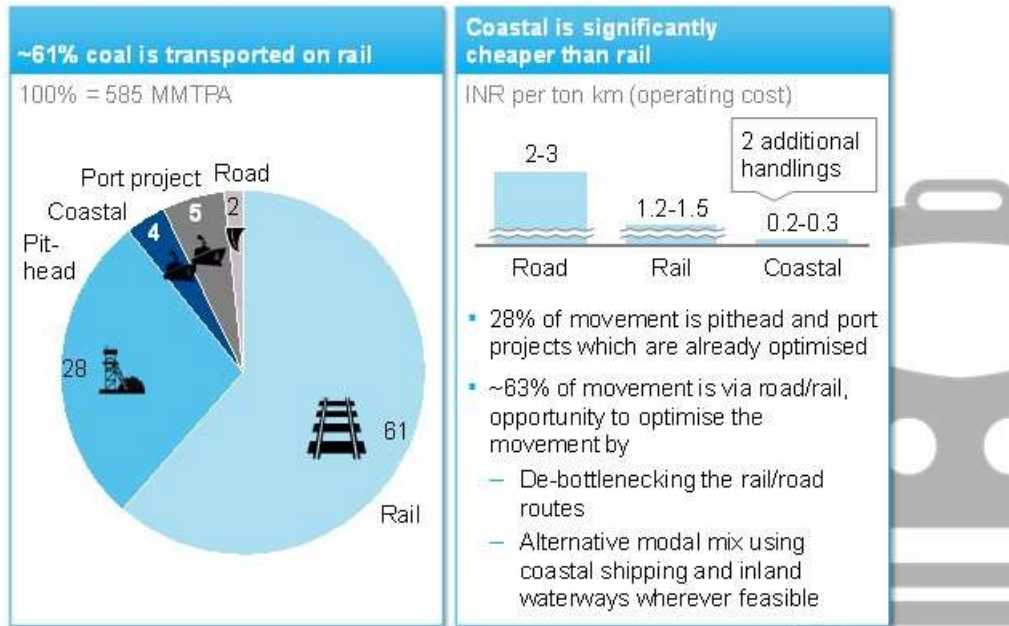 ~61% coal is transported on rail
100% = 585 MMTPA
Port project
Road
Coastal
Pit-
head
4
5
2
28
61
Rail
Coastal is significantly
cheaper than rail
INR per ton km (operating cost)
2 additional
handlings
2-3
1.2-1.5
0.2-0.3
Road
Rail
Coastal
▪ 28% of movement is pithead and port
projects which are already optimised
▪ ~63% of movement is via road/rail,
opportunity to optimise the
movement by
– De-bottlenecking the rail/road
routes
– Alternative modal mix using
coastal shipping and inland
waterways wherever feasible